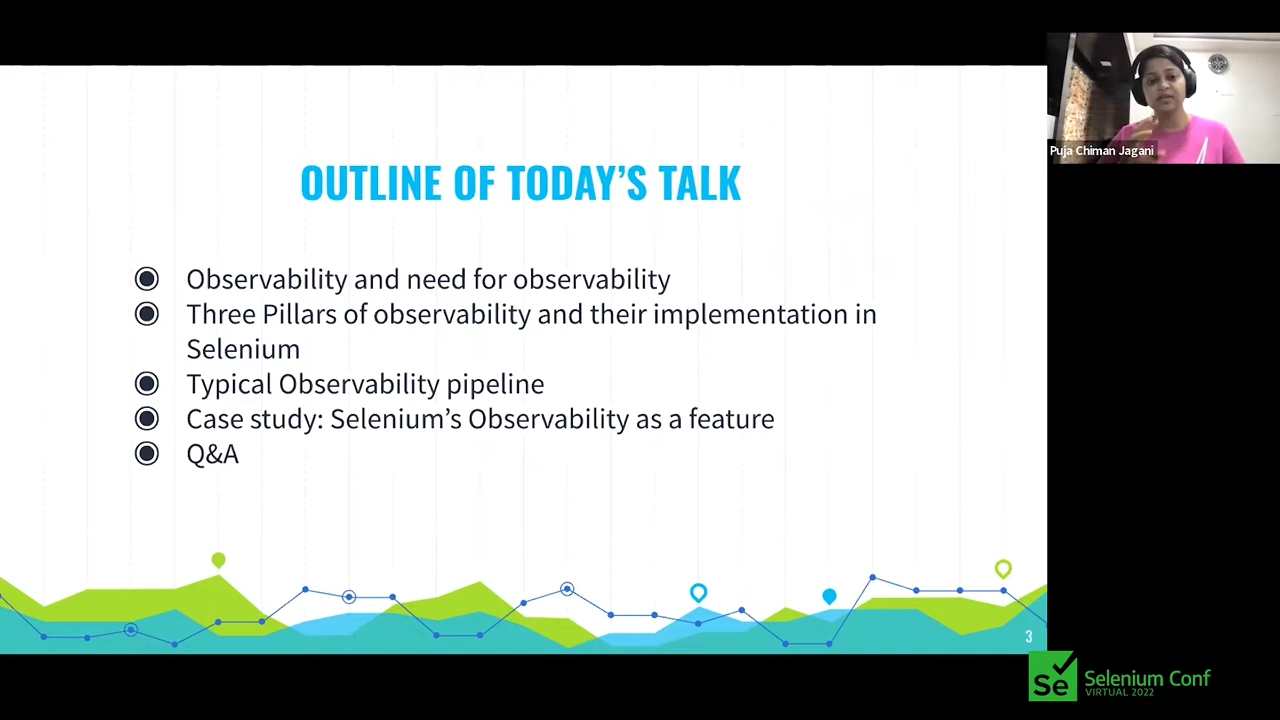 OUTLINE OF TODAY'S TALK
Observability and need for observability
Three Pillars of observability and their implementation in
Selenium
Typical Observability pipeline
Case study: Selenium's Observability as a feature
Q&A
3
Puja Chiman Jagani
Se
Selenium Conf
VIRTUAL 2022